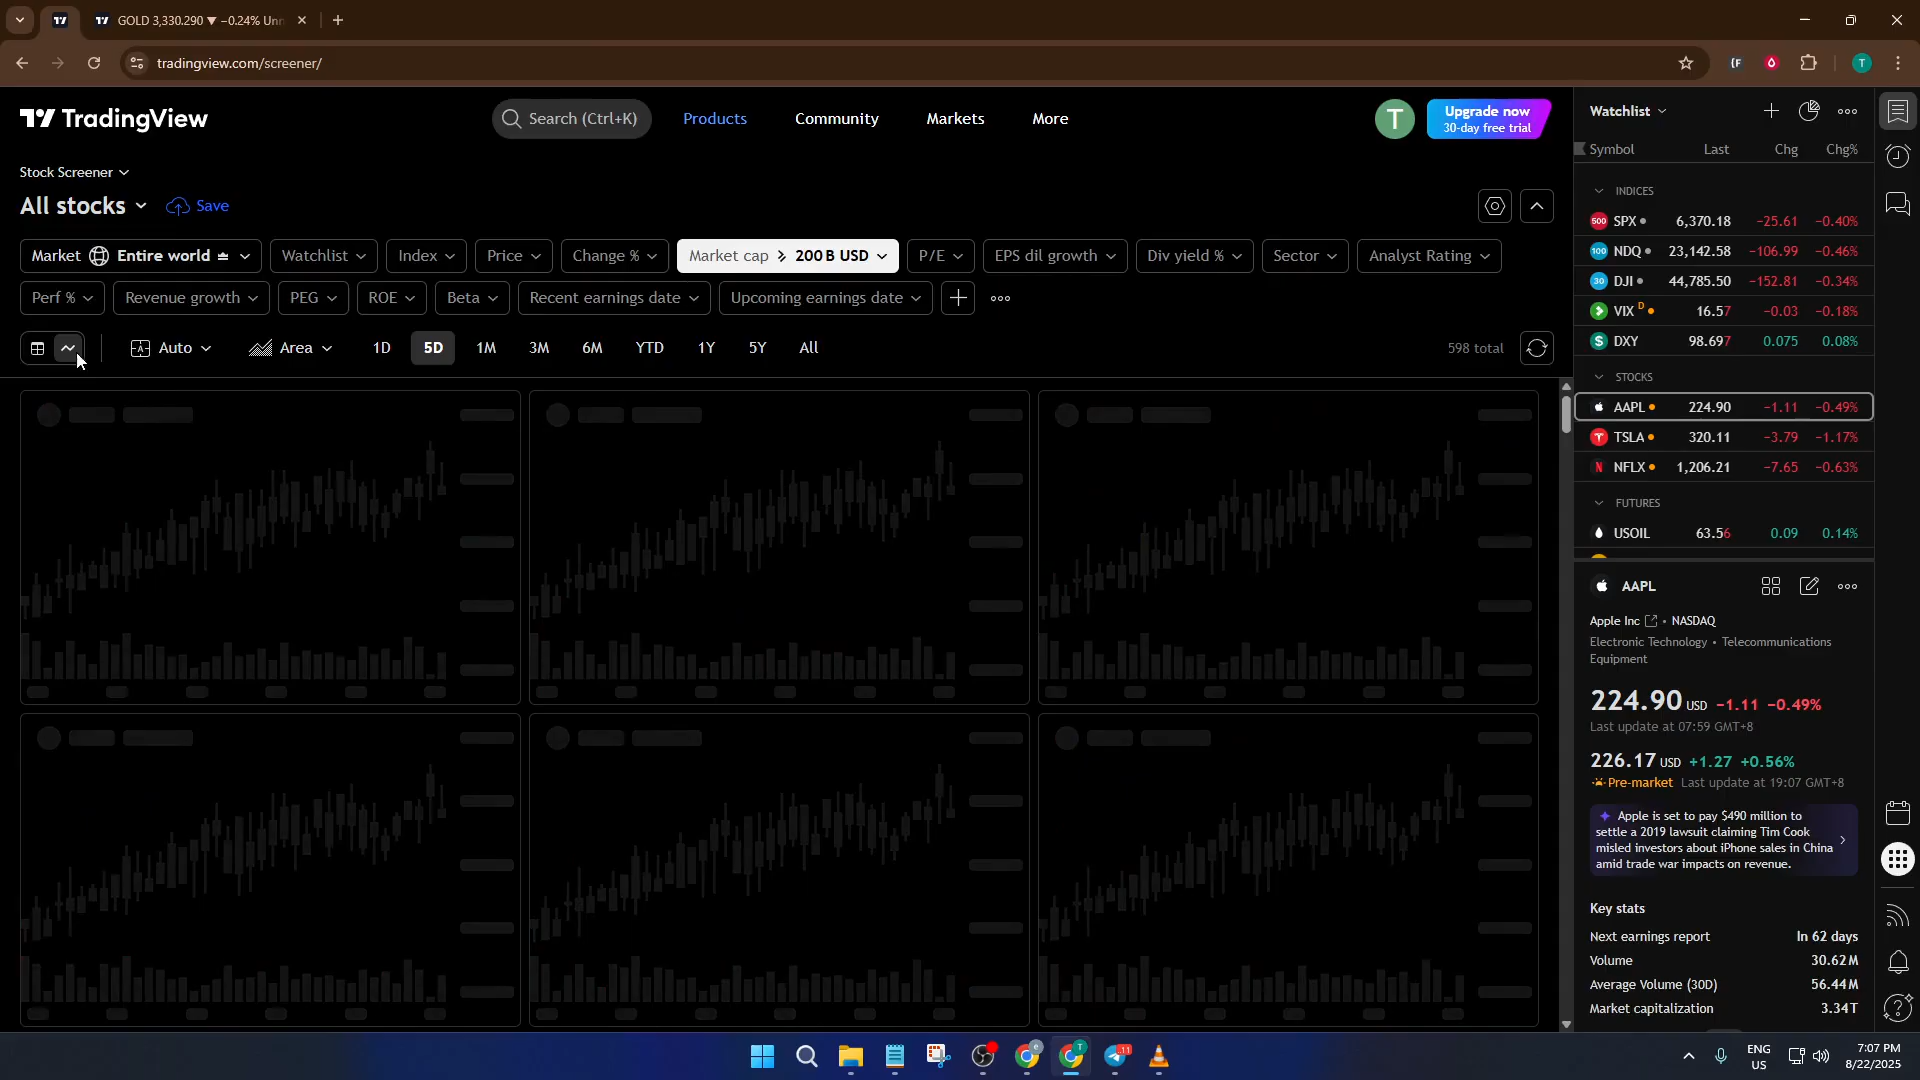 GOLD 3,330.290 ▼ −0.24% Unn
tradingview.com/screener/
T
TradingView
Search (Ctrl+K)
Products
Community
Markets
More
T
Upgrade now
30-day free trial
Stock Screener
All stocks
Save
Market Entire world
Watchlist
Index
Price
Change %
Market cap > 200 B USD
P/E
EPS dil growth
Div yield %
Sector
Analyst Rating
Perf %
Revenue growth
PEG
ROE
Beta
Recent earnings date
Upcoming earnings date
Auto
Area
1D
5D
1M
3M
6M
YTD
1Y
5Y
All
598 total
Watchlist
Symbol Last Chg Chg%
INDICES
500 SPX 6,370.18 −25.61 −0.40%
100 NDQ 23,142.58 −106.99 −0.46%
30 DJI 44,785.50 −152.81 −0.34%
VIX D 16.57 −0.03 −0.18%
$ DXY 98.697 0.075 0.08%
STOCKS
AAPL 224.90 −1.11 −0.49%
TSLA 320.11 −3.79 −1.17%
N NFLX 1,206.21 −7.65 −0.63%
FUTURES
USOIL 63.56 0.09 0.14%
AAPL
Apple Inc • NASDAQ
Electronic Technology • Telecommunications
Equipment
224.90 USD −1.11 −0.49%
Last update at 07:59 GMT+8
226.17 USD +1.27 +0.56%
Pre-market Last update at 19:07 GMT+8
Apple is set to pay $490 million to
settle a 2019 lawsuit claiming Tim Cook
misled investors about iPhone sales in China
amid trade war impacts on revenue.
Key stats
Next earnings report In 62 days
Volume 30.62 M
Average Volume (30D) 56.44 M
Market capitalization 3.34 T
ENG
US
7:07 PM
8/22/2025